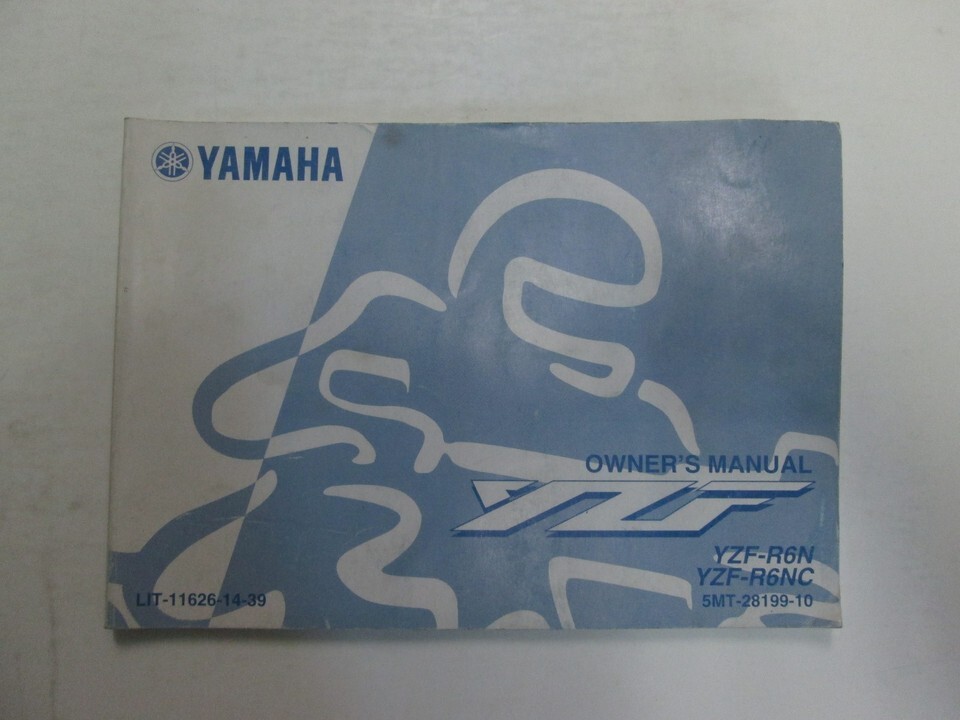 YAMAHA
OWNER'S MANUAL
YZF
YZF-R6N
YZF-R6NC
LIT-11626-14-39
5MT-28199-10